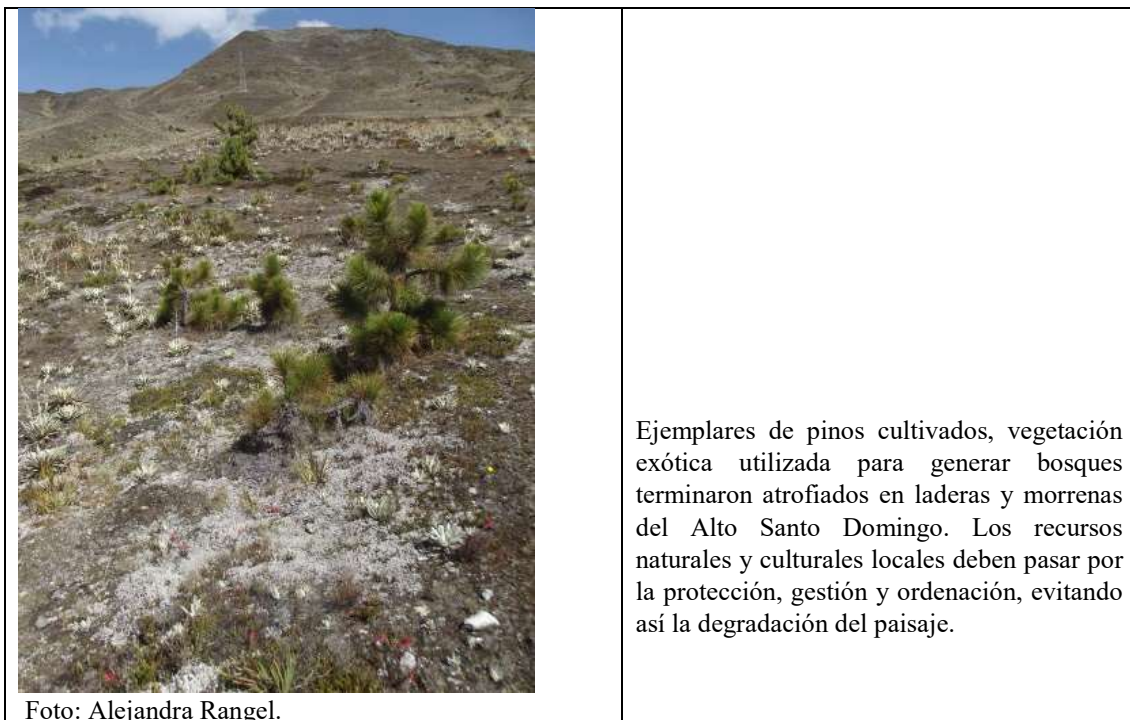 Ejemplares de pinos cultivados, vegetación
exótica utilizada para generar bosques
terminaron atrofiados en laderas y morrenas
del Alto Santo Domingo. Los recursos
naturales y culturales locales deben pasar por
la protección, gestión y ordenación, evitando
así la degradación del paisaje.
Foto: Alejandra Rangel.